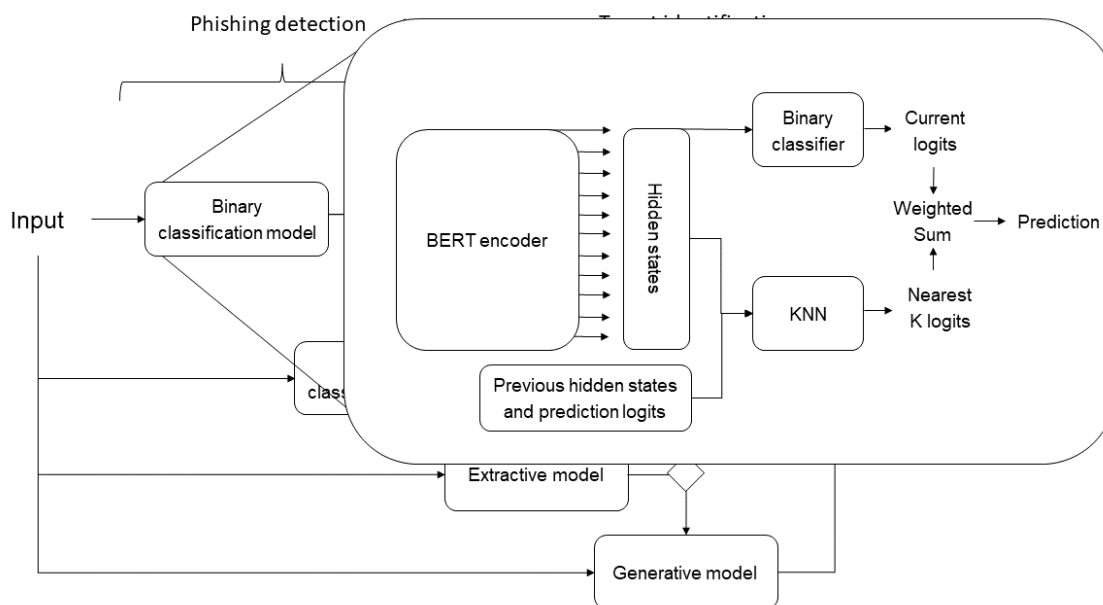 Phishing detection
Input
Binary
classification model
BERT encoder
Hidden states
Binary
classifier
Current
logits
Weighted
Sum
Prediction
KNN
Nearest
K logits
Previous hidden states
and prediction logits
Extractive model
Generative model